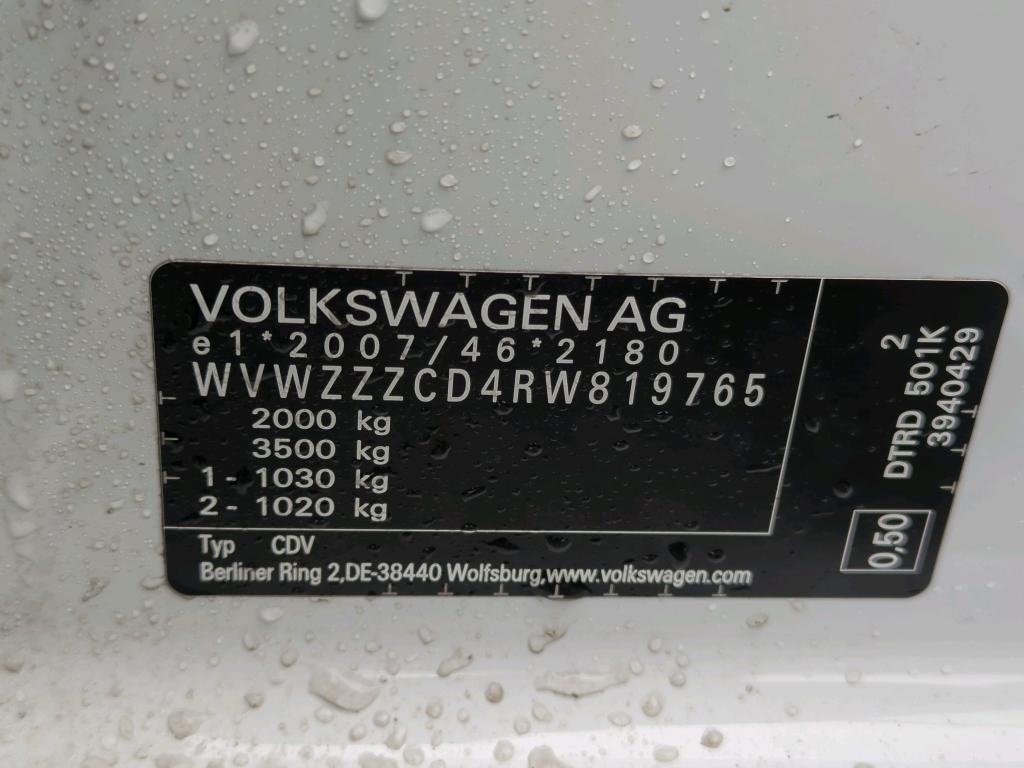 VOLKSWAGEN AG
e1*2007/46*2180
WVWZZZCD4RW819765
2000 kg
3500 kg
1- 1030 kg
2- 1020 kg
Typ CDV
Berliner Ring 2,DE-38440 Wolfsburg,www.volkswagen.com
2
DTRD 501K
3940429
0,50